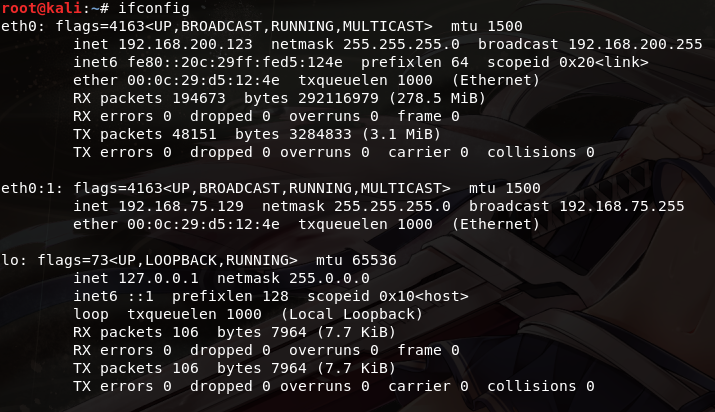 root@kali:~# ifconfig
eth0: flags=4163<UP,BROADCAST,RUNNING,MULTICAST>  mtu 1500
        inet 192.168.200.123  netmask 255.255.255.0  broadcast 192.168.200.255
        inet6 fe80::20c:29ff:fed5:124e  prefixlen 64  scopeid 0x20<link>
        ether 00:0c:29:d5:12:4e  txqueuelen 1000  (Ethernet)
        RX packets 194673  bytes 292116979 (278.5 MiB)
        RX errors 0  dropped 0  overruns 0  frame 0
        TX packets 48151  bytes 3284833 (3.1 MiB)
        TX errors 0  dropped 0 overruns 0  carrier 0  collisions 0

eth0:1: flags=4163<UP,BROADCAST,RUNNING,MULTICAST>  mtu 1500
        inet 192.168.75.129  netmask 255.255.255.0  broadcast 192.168.75.255
        ether 00:0c:29:d5:12:4e  txqueuelen 1000  (Ethernet)

lo: flags=73<UP,LOOPBACK,RUNNING>  mtu 65536
        inet 127.0.0.1  netmask 255.0.0.0
        inet6 ::1  prefixlen 128  scopeid 0x10<host>
        loop  txqueuelen 1000  (Local Loopback)
        RX packets 106  bytes 7964 (7.7 KiB)
        RX errors 0  dropped 0  overruns 0  frame 0
        TX packets 106  bytes 7964 (7.7 KiB)
        TX errors 0  dropped 0 overruns 0  carrier 0  collisions 0